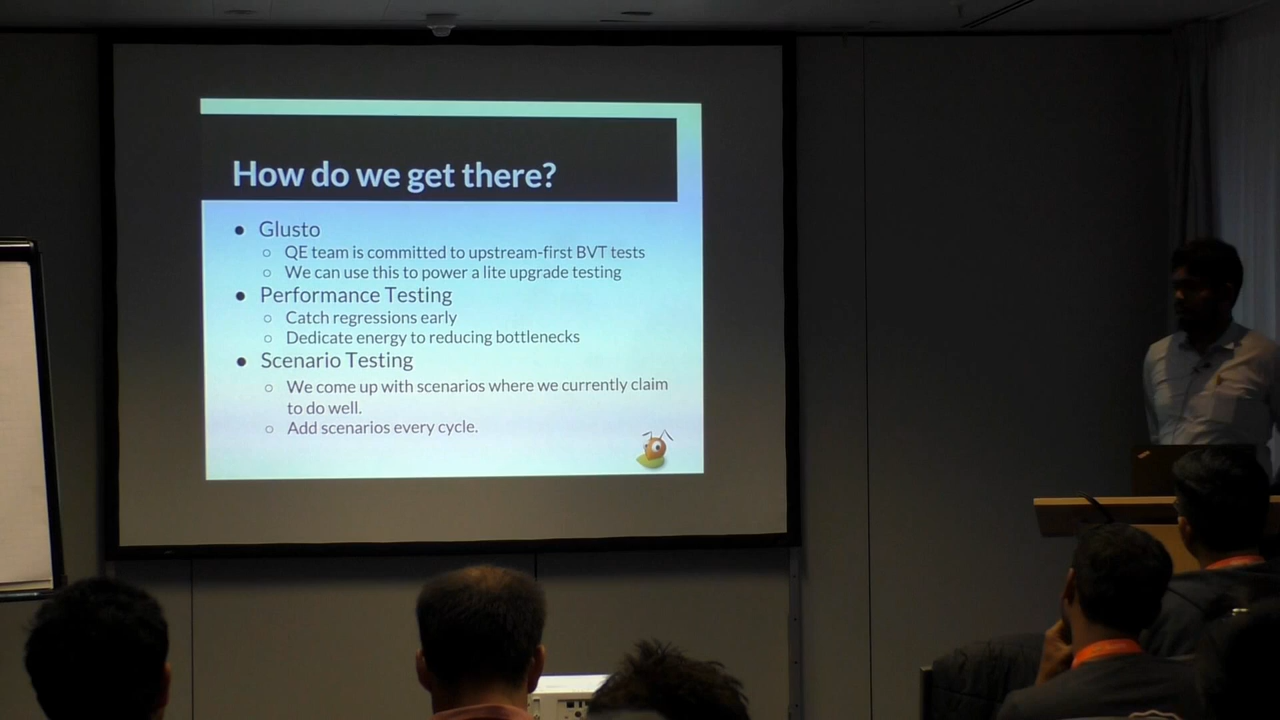 How do we get there?
● Glusto
○ QE team is committed to upstream-first BVT tests
○ We can use this to power a lite upgrade testing
● Performance Testing
○ Catch regressions early
○ Dedicate energy to reducing bottlenecks
● Scenario Testing
○ We come up with scenarios where we currently claim
to do well.
○ Add scenarios every cycle.